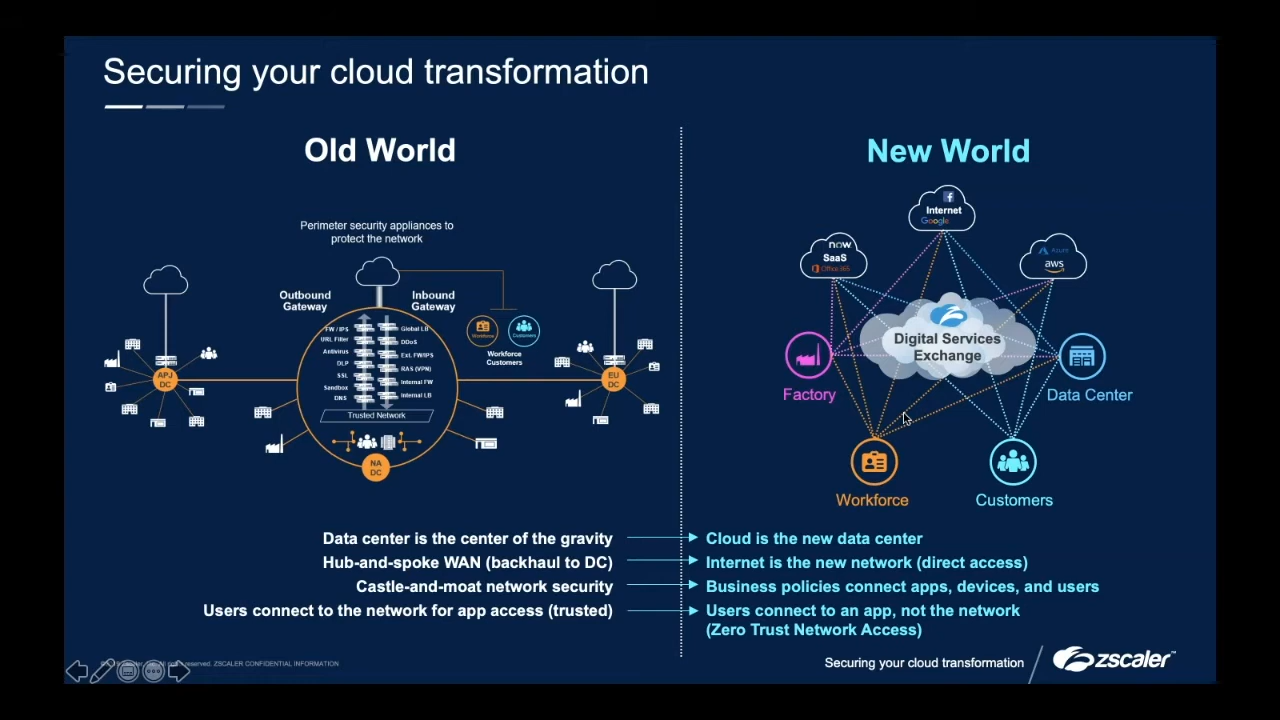 Securing your cloud transformation
Old World
New World
Perimeter security appliances to
protect the network
Outbound
Gateway
Inbound
Gateway
FW / IPS
URL Filter
Antivirus
DLP
SSL
Sandbox
DNS
Global LB
DDoS
Ext. FW/IPS
RAS (VPN)
Internal FW
Internal LB
Trusted Network
Workforce
Customers
Workforce
Customers
APJ
DC
EU
DC
NA
DC
Internet
Google
now
SaaS
Office 365
Azure
aws
Digital Services
Exchange
Factory
Data Center
Workforce
Customers
Data center is the center of the gravity
Cloud is the new data center
Hub-and-spoke WAN (backhaul to DC)
Internet is the new network (direct access)
Castle-and-moat network security
Business policies connect apps, devices, and users
Users connect to the network for app access (trusted)
Users connect to an app, not the network
(Zero Trust Network Access)
reserved. ZSCALER CONFIDENTIAL INFORMATION
Securing your cloud transformation
zscaler™